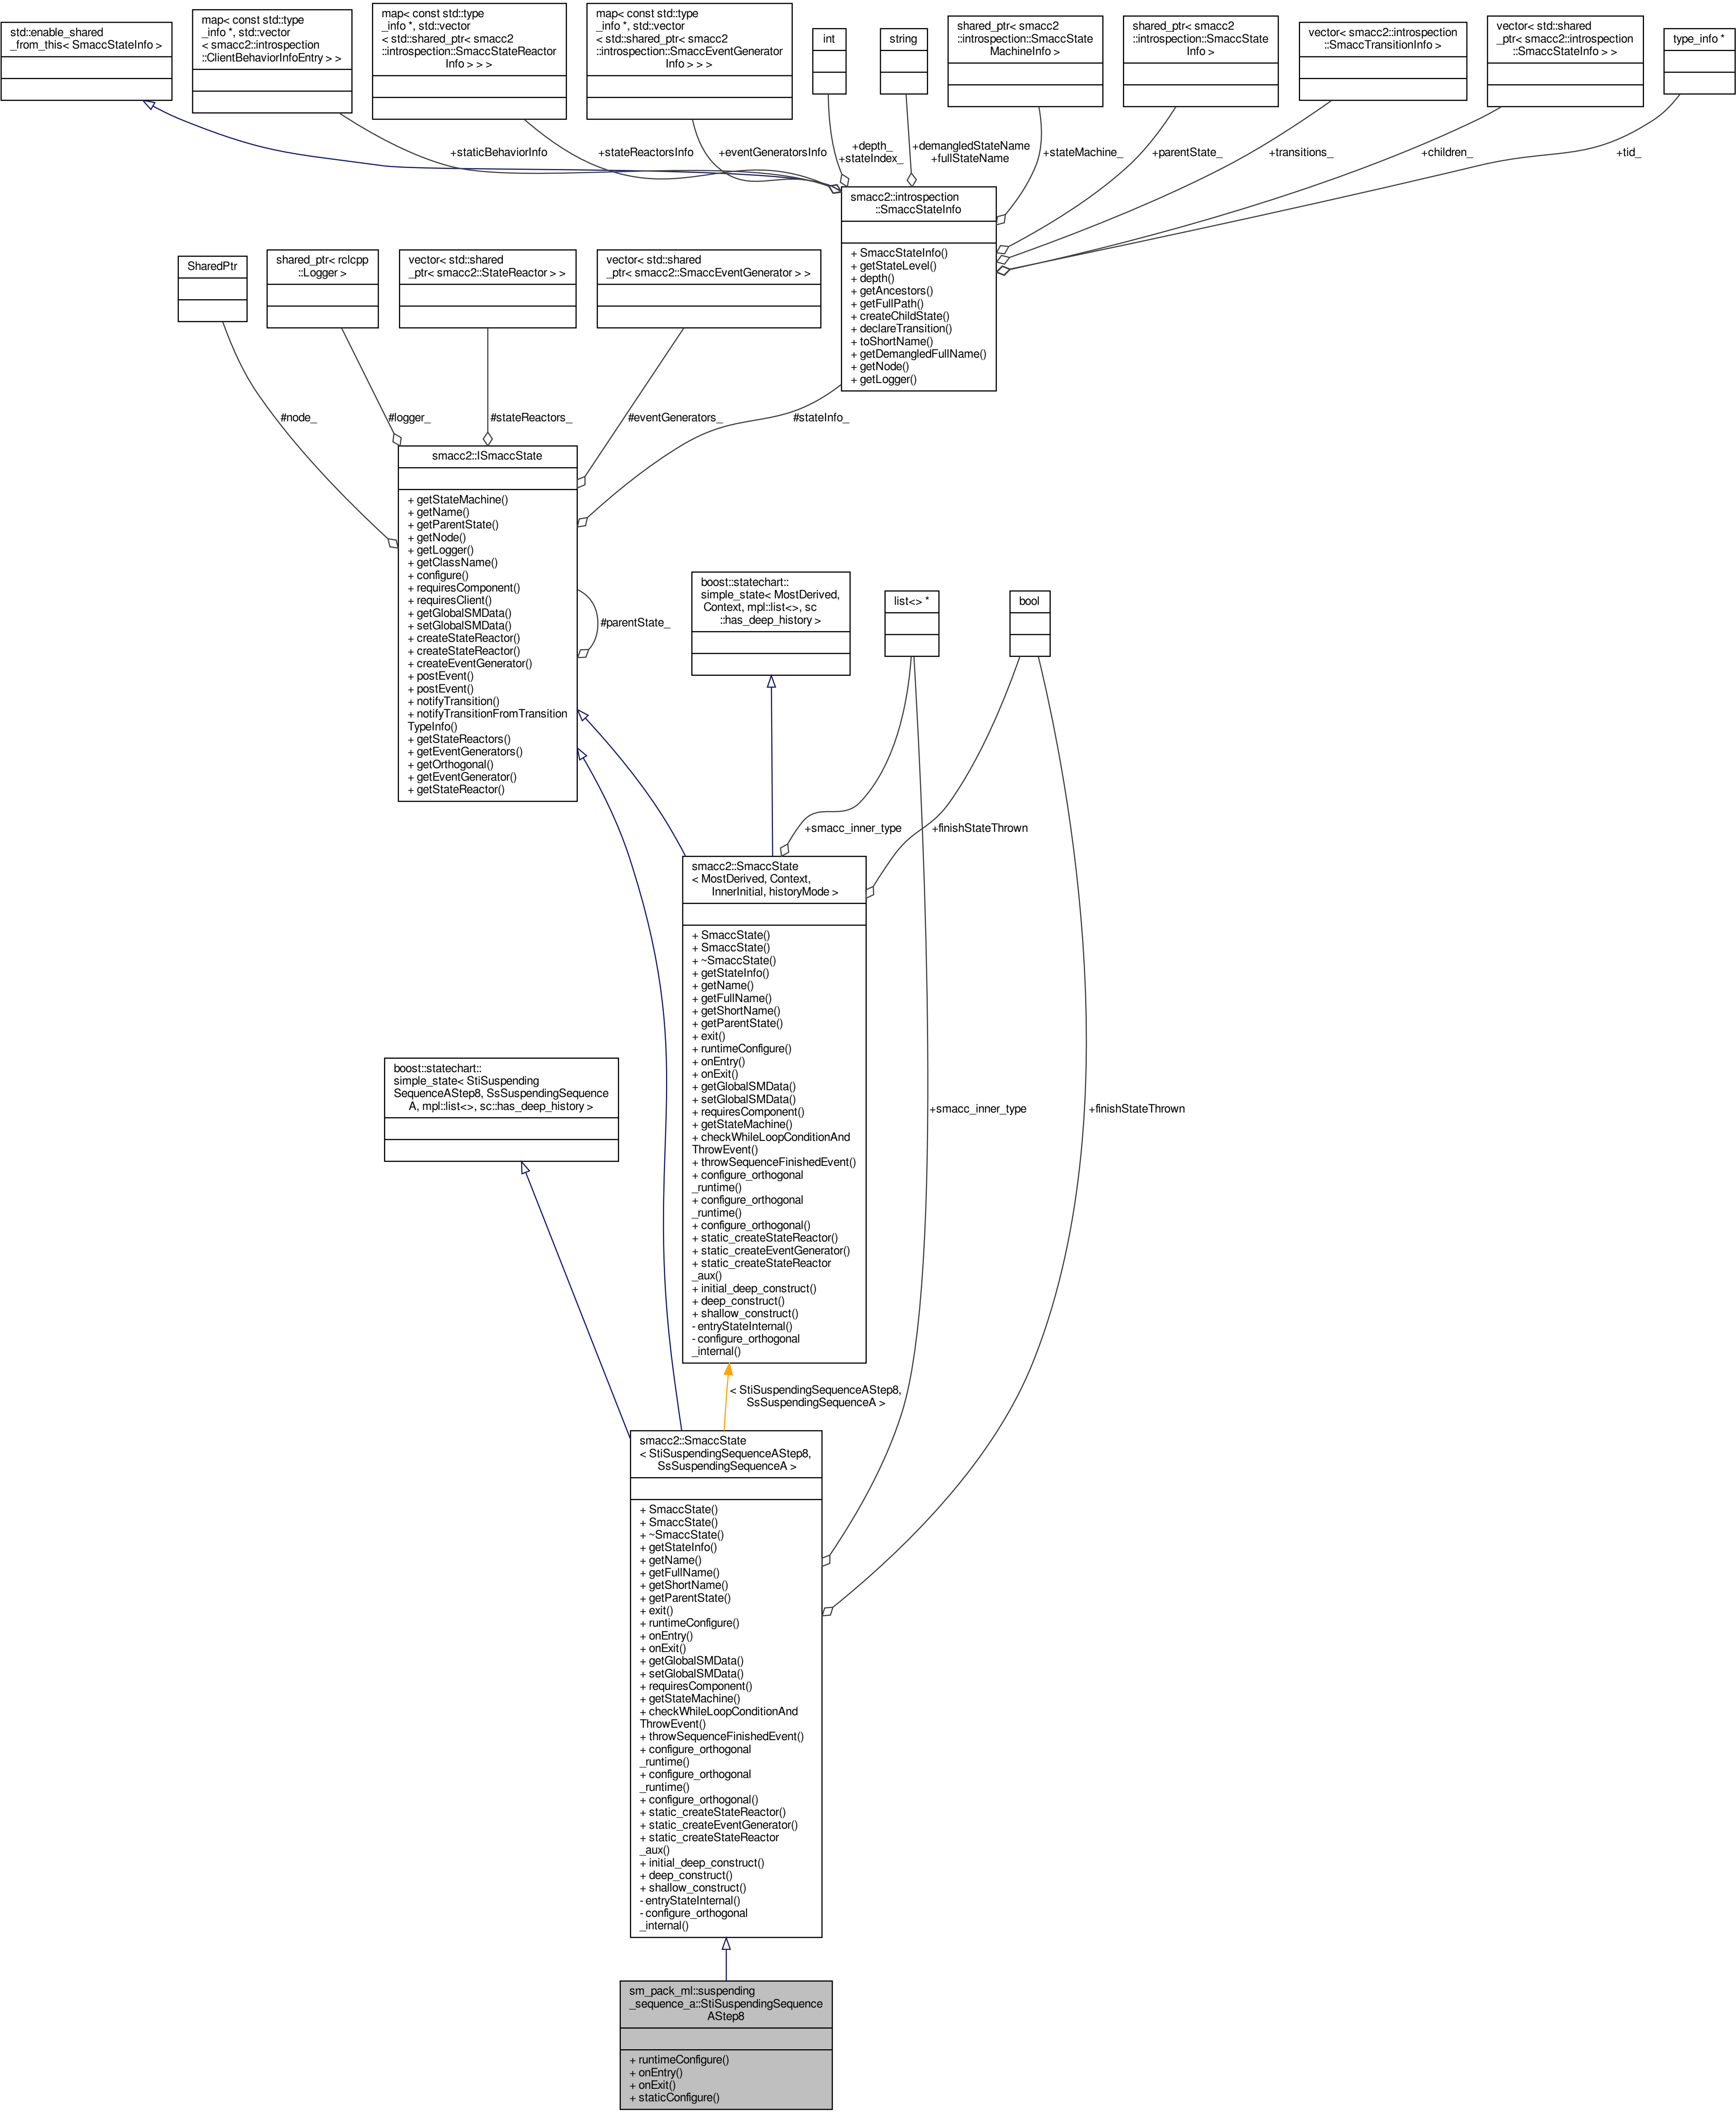 std::enable_shared
_from_this< SmaccStateInfo >
map< const std::type
_info *, std::vector
< smacc2::introspection
::ClientBehaviorInfoEntry > >
map< const std::type
_info *, std::vector
< std::shared_ptr< smacc2
::introspection::SmaccStateReactor
Info > > >
map< const std::type
_info *, std::vector
< std::shared_ptr< smacc2
::introspection::SmaccEventGenerator
Info > > >
int
string
shared_ptr< smacc2
::introspection::SmaccState
MachineInfo >
shared_ptr< smacc2
::introspection::SmaccState
Info >
vector< smacc2::introspection
::SmaccTransitionInfo >
vector< std::shared
_ptr< smacc2::introspection
::SmaccStateInfo > >
type_info *
+staticBehaviorInfo
+stateReactorsInfo
+eventGeneratorsInfo
+depth_
+stateIndex_
+demangledStateName
+fullStateName
+stateMachine_
+parentState_
+transitions_
+children_
+tid_
smacc2::introspection
::SmaccStateInfo
+ SmaccStateInfo()
+ getStateLevel()
+ depth()
+ getAncestors()
+ getFullPath()
+ createChildState()
+ declareTransition()
+ toShortName()
+ getDemangledFullName()
+ getNode()
+ getLogger()
SharedPtr
shared_ptr< rclcpp
::Logger >
vector< std::shared
_ptr< smacc2::StateReactor > >
vector< std::shared
_ptr< smacc2::SmaccEventGenerator > >
#node_
#logger_
#stateReactors_
#eventGenerators_
#stateInfo_
smacc2::ISmaccState
+ getStateMachine()
+ getName()
+ getParentState()
+ getNode()
+ getLogger()
+ getClassName()
+ configure()
+ requiresComponent()
+ requiresClient()
+ getGlobalSMData()
+ setGlobalSMData()
+ createStateReactor()
+ createStateReactor()
+ createEventGenerator()
+ postEvent()
+ postEvent()
+ notifyTransition()
+ notifyTransitionFromTransition
TypeInfo()
+ getStateReactors()
+ getEventGenerators()
+ getOrthogonal()
+ getEventGenerator()
+ getStateReactor()
#parentState_
boost::statechart::
simple_state< MostDerived,
Context, mpl::list<>, sc
::has_deep_history >
list<> *
bool
+smacc_inner_type
+finishStateThrown
smacc2::SmaccState
< MostDerived, Context,
InnerInitial, historyMode >
+ SmaccState()
+ SmaccState()
+ ~SmaccState()
+ getStateInfo()
+ getName()
+ getFullName()
+ getShortName()
+ getParentState()
+ exit()
+ runtimeConfigure()
+ onEntry()
+ onExit()
+ getGlobalSMData()
+ setGlobalSMData()
+ requiresComponent()
+ getStateMachine()
+ checkWhileLoopConditionAnd
ThrowEvent()
+ throwSequenceFinishedEvent()
+ configure_orthogonal
_runtime()
+ configure_orthogonal
_runtime()
+ configure_orthogonal()
+ static_createStateReactor()
+ static_createEventGenerator()
+ static_createStateReactor
_aux()
+ initial_deep_construct()
+ deep_construct()
+ shallow_construct()
- entryStateInternal()
- configure_orthogonal
_internal()
boost::statechart::
simple_state< StiSuspending
SequenceAStep8, SsSuspendingSequence
A, mpl::list<>, sc::has_deep_history >
+smacc_inner_type
+finishStateThrown
< StiSuspendingSequenceAStep8,
SsSuspendingSequenceA >
smacc2::SmaccState
< StiSuspendingSequenceAStep8,
SsSuspendingSequenceA >
+ SmaccState()
+ SmaccState()
+ ~SmaccState()
+ getStateInfo()
+ getName()
+ getFullName()
+ getShortName()
+ getParentState()
+ exit()
+ runtimeConfigure()
+ onEntry()
+ onExit()
+ getGlobalSMData()
+ setGlobalSMData()
+ requiresComponent()
+ getStateMachine()
+ checkWhileLoopConditionAnd
ThrowEvent()
+ throwSequenceFinishedEvent()
+ configure_orthogonal
_runtime()
+ configure_orthogonal
_runtime()
+ configure_orthogonal()
+ static_createStateReactor()
+ static_createEventGenerator()
+ static_createStateReactor
_aux()
+ initial_deep_construct()
+ deep_construct()
+ shallow_construct()
- entryStateInternal()
- configure_orthogonal
_internal()
sm_pack_ml::suspending
_sequence_a::StiSuspendingSequence
AStep8
+ runtimeConfigure()
+ onEntry()
+ onExit()
+ staticConfigure()